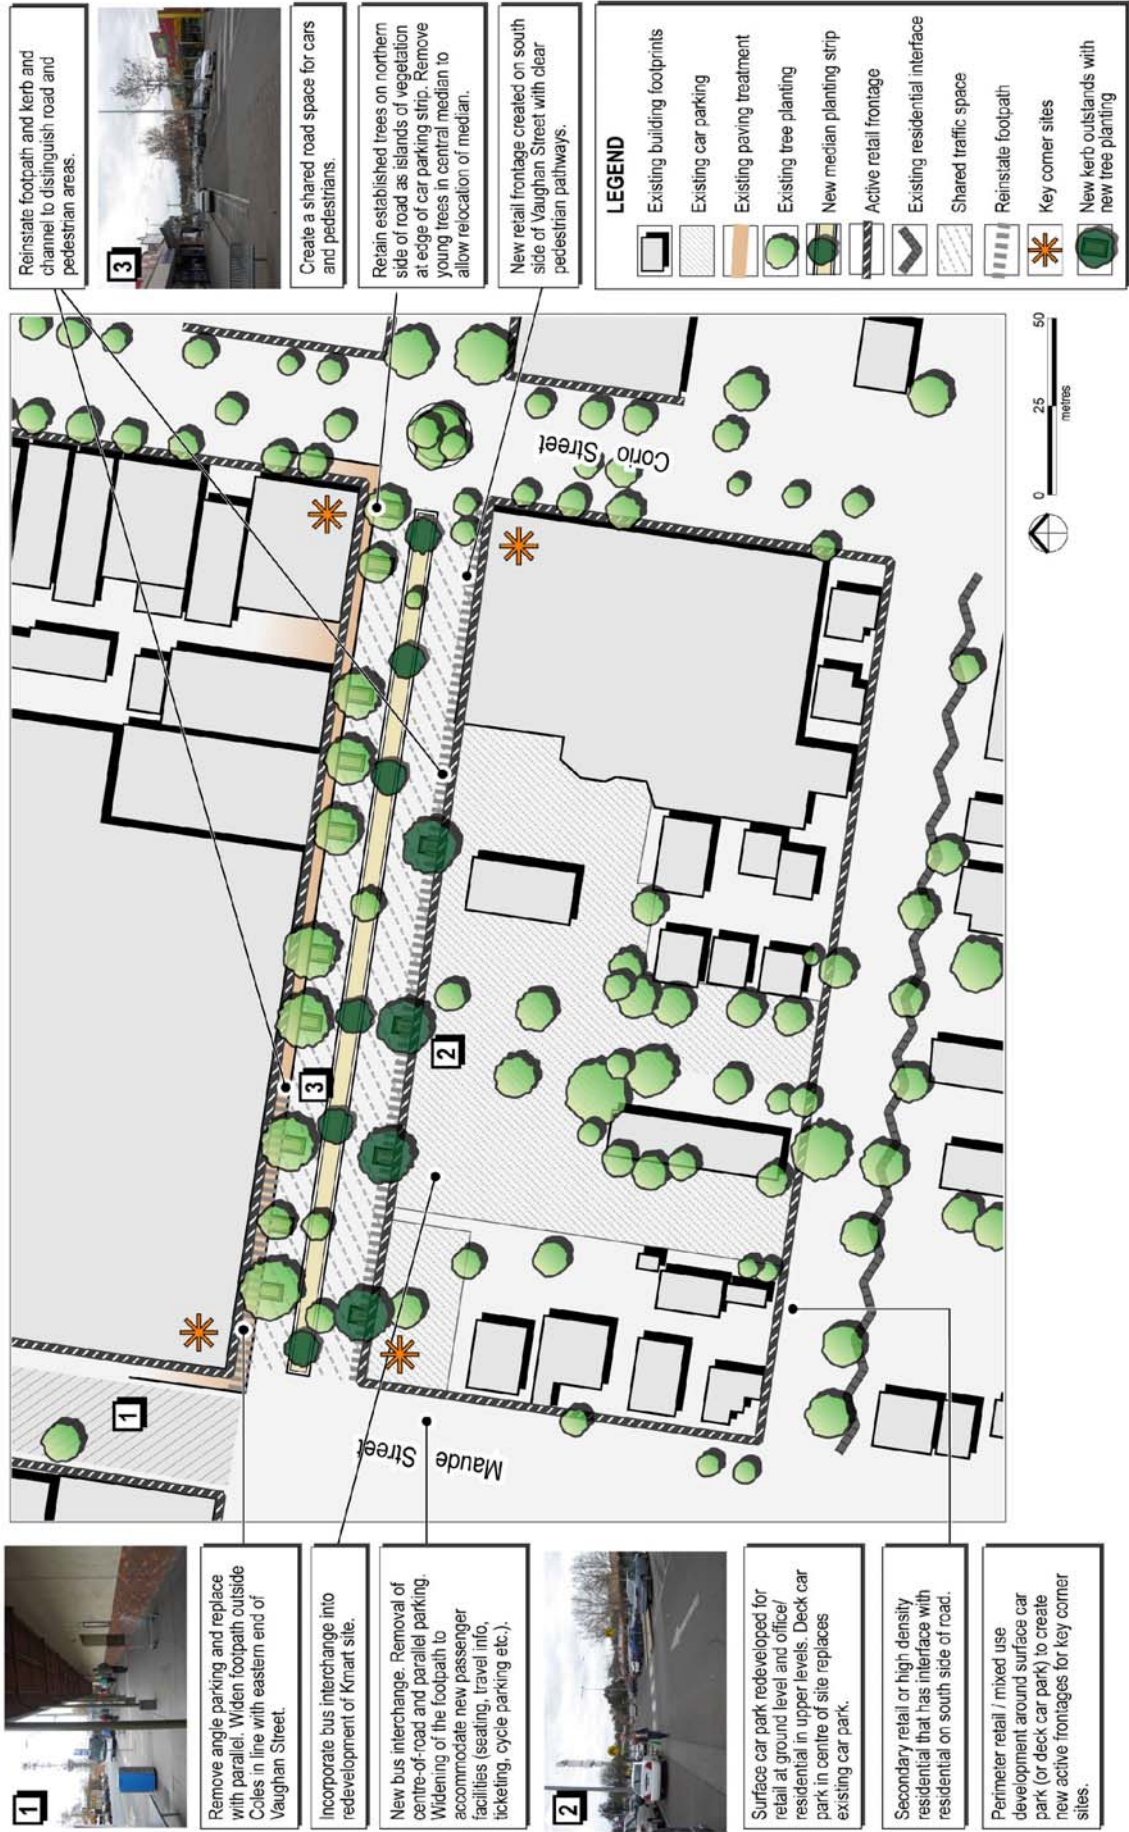 1
Remove angle parking and replace
with parallel. Widen footpath outside
Coles in line with eastern end of
Vaughan Street.
Incorporate bus interchange into
redevelopment of Kmart site.
New bus interchange. Removal of
centre-of-road and parallel parking.
Widening of the footpath to
accommodate new passenger
facilities (seating, travel info,
ticketing, cycle parking etc.).
2
Surface car park redeveloped for
retail at ground level and office/
residential in upper levels. Deck car
park in centre of site replaces
existing car park.
Secondary retail or high density
residential that has interface with
residential on south side of road.
Perimeter retail / mixed use
development around surface car
park (or deck car park) to create
new active frontages for key corner
sites.
1
3
2
Maude
Street
Corio
Street
0 25 50
metres
Reinstate footpath and kerb and
channel to distinguish road and
pedestrian areas.
3
Create a shared road space for cars
and pedestrians.
Retain established trees on northern
side of road as islands of vegetation
at edge of car parking strip. Remove
young trees in central median to
allow relocation of median.
New retail frontage created on south
side of Vaughan Street with clear
pedestrian pathways.
LEGEND
Existing building footprints
Existing car parking
Existing paving treatment
Existing tree planting
New median planting strip
Active retail frontage
Existing residential interface
Shared traffic space
Reinstate footpath
Key corner sites
New kerb outstands with
new tree planting